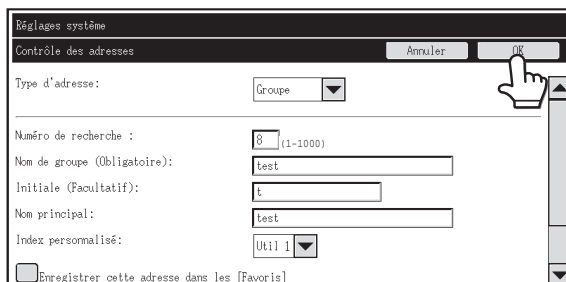 Réglages système
Contrôle des adresses Annuler OK
Type d'adresse: Groupe
Numéro de recherche : 8 (1-1000)
Nom de groupe (Obligatoire): test
Initiale (Facultatif): t
Nom principal: test
Index personnalisé: Util 1
Enregistrer cette adresse dans les [Favoris]